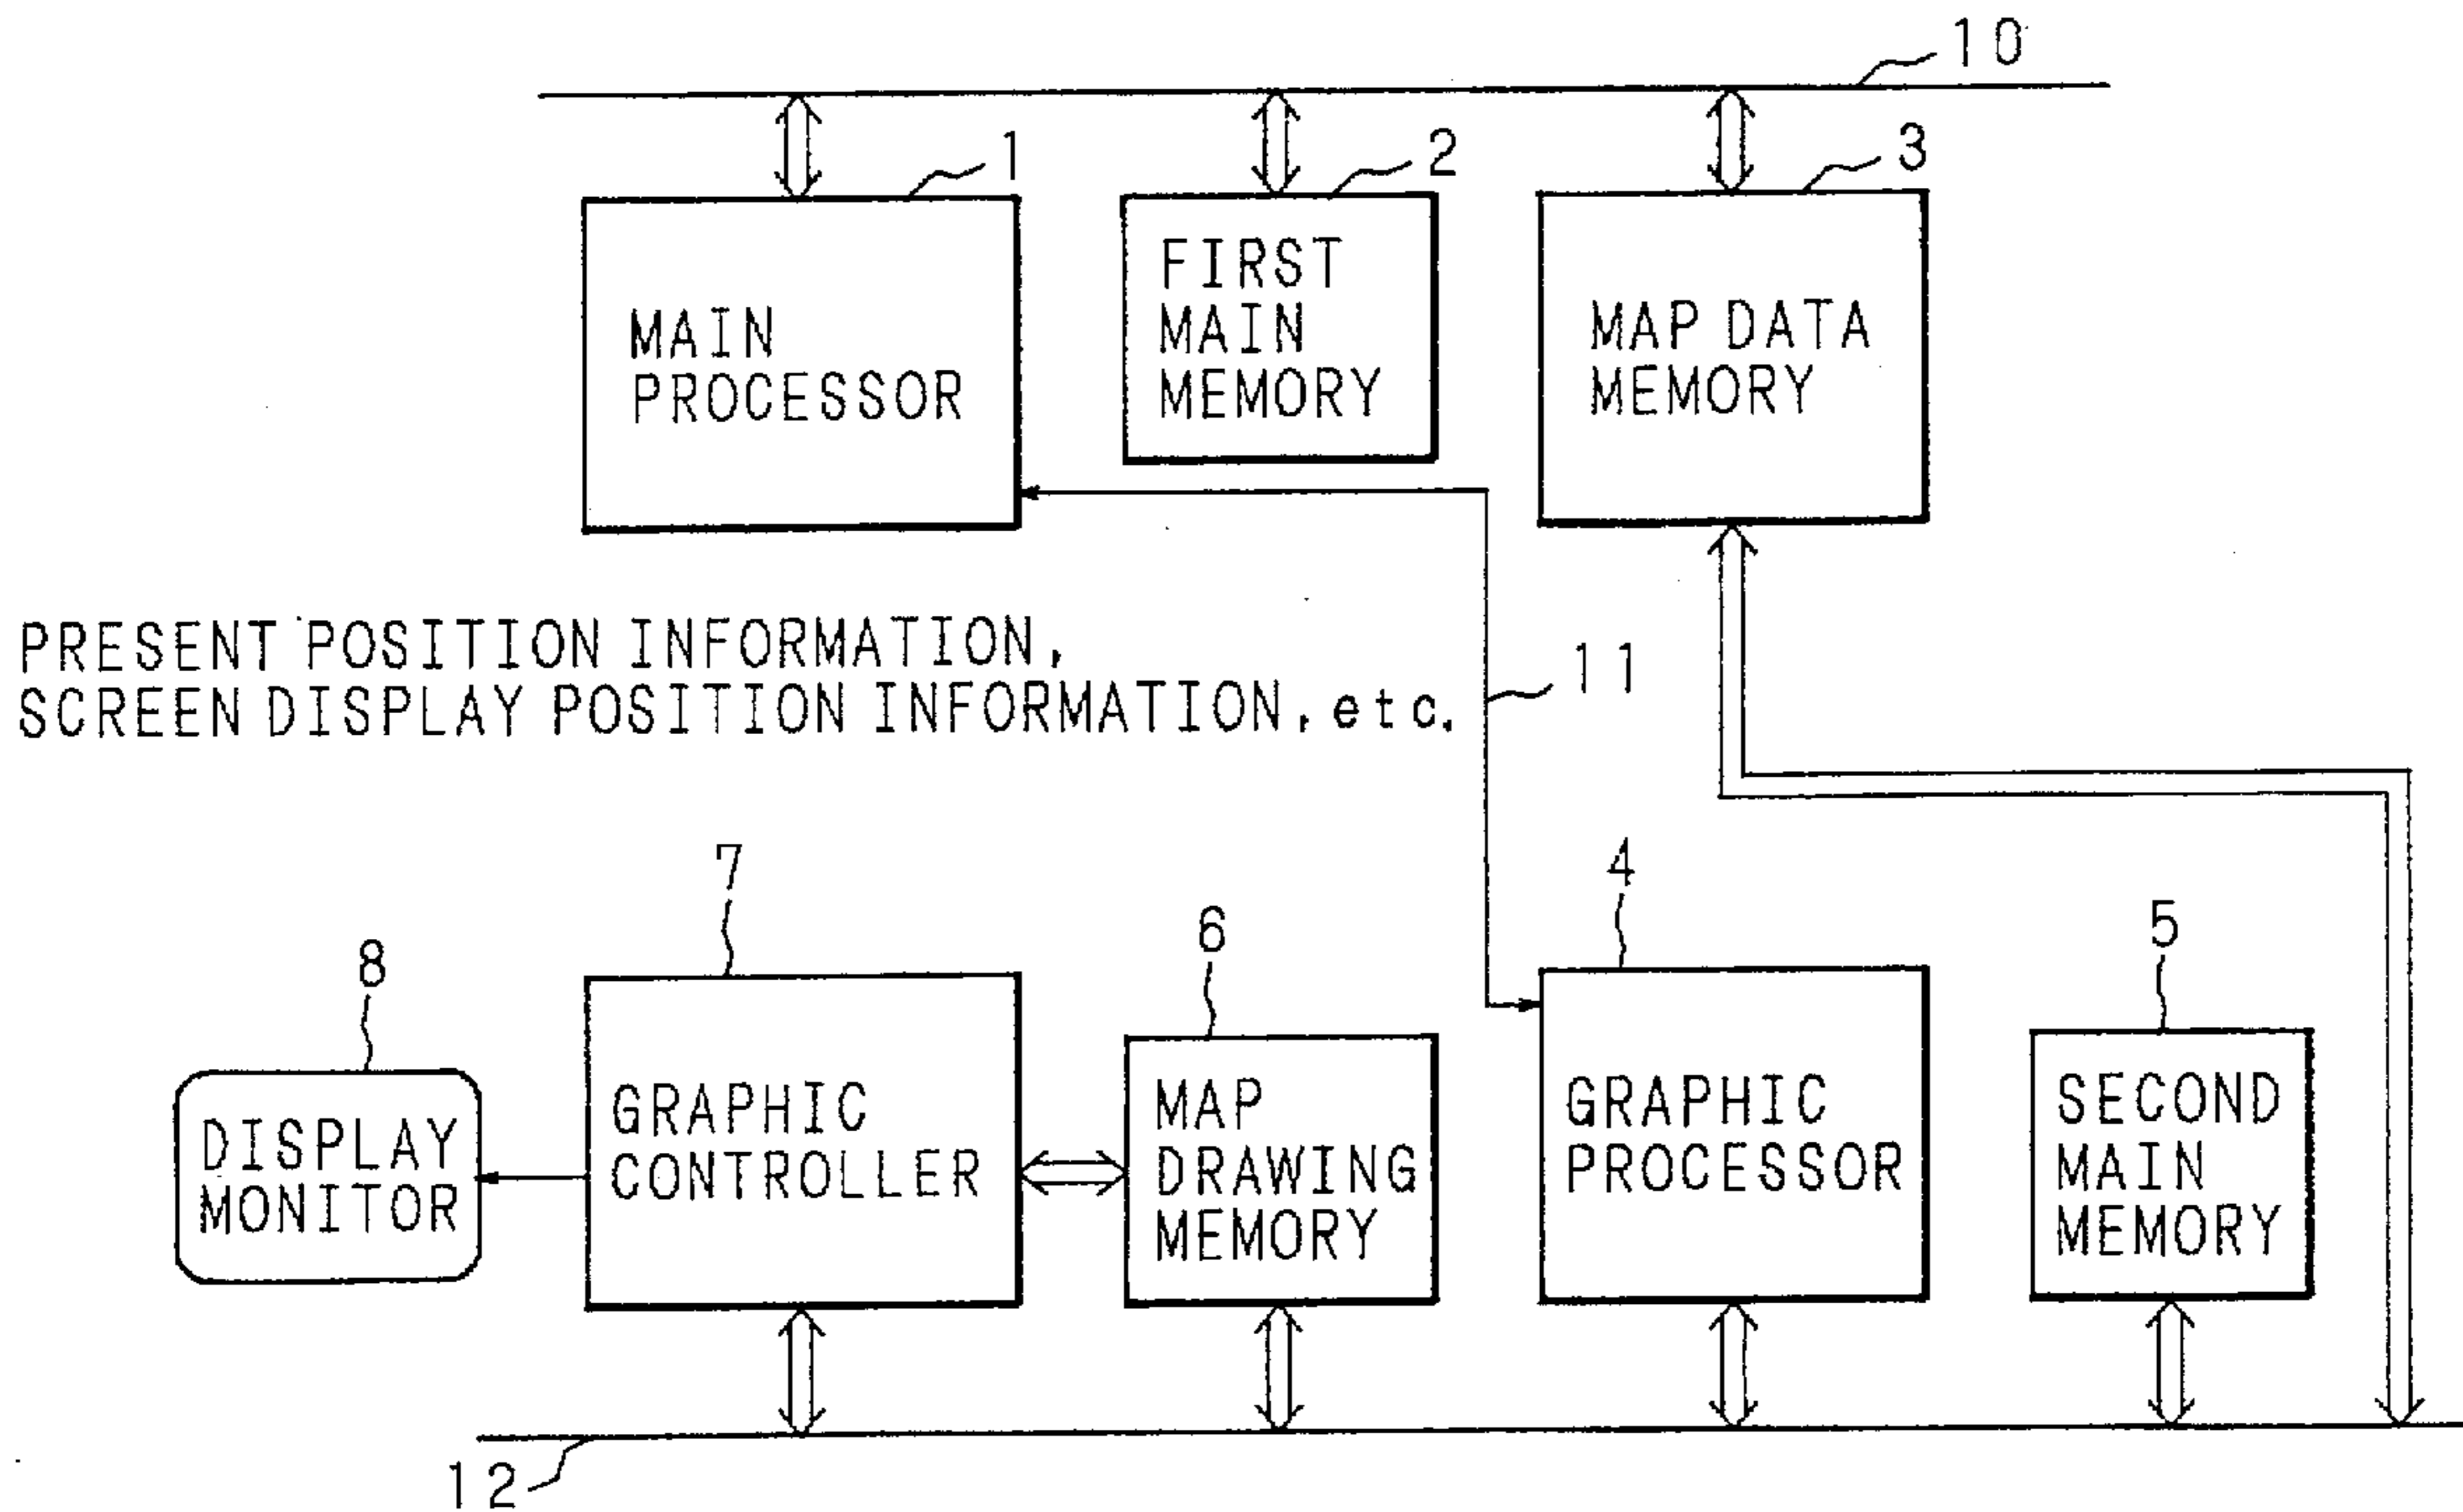 10
1
2
3
MAIN
PROCESSOR
FIRST
MAIN
MEMORY
MAP DATA
MEMORY
PRESENT POSITION INFORMATION,
SCREEN DISPLAY POSITION INFORMATION, etc.
11
8
7
6
4
5
DISPLAY
MONITOR
GRAPHIC
CONTROLLER
MAP
DRAWING
MEMORY
GRAPHIC
PROCESSOR
SECOND
MAIN
MEMORY
12